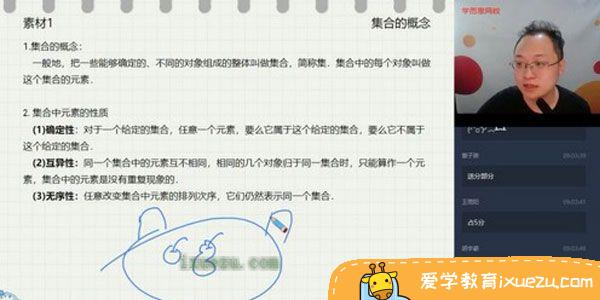 素材1 集合的概念
1.集合的概念：
一般地，把一些能够确定的、不同的对象组成的整体叫做集合，简称集．集合中的每个对象叫做
这个集合的元素．
2. 集合中元素的性质
(1)确定性：对于一个给定的集合，任意一个元素，要么它属于这个给定的集合，要么它不属于
这个给定的集合．
(2)互异性：同一个集合中的元素互不相同，相同的几个对象归于同一集合时，只能算作一个元
素，集合中的元素是没有重复现象的．
(3)无序性：任意改变集合中元素的排列次序，它们仍然表示同一个集合．
ixuezu.com
学而思网校
送分部分
占5分
爱学教育ixuezu.com